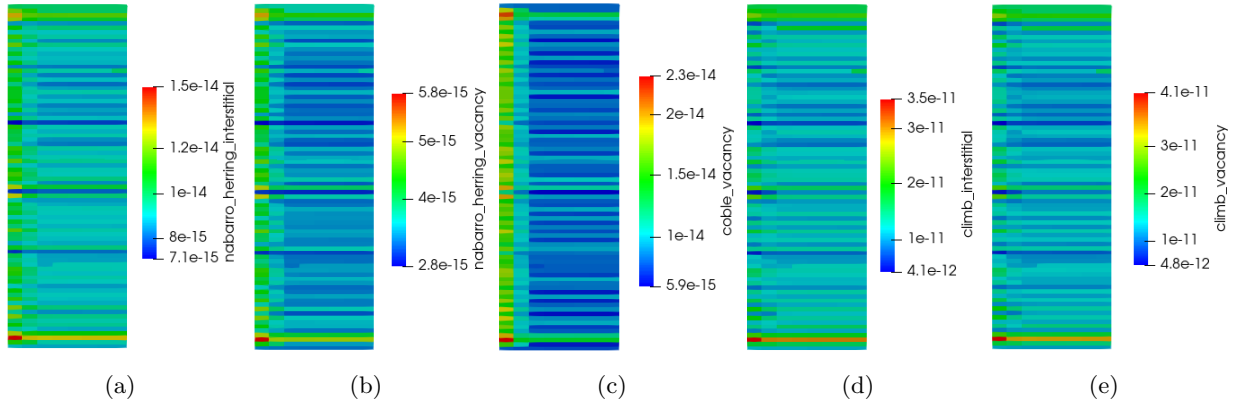 1.5e-14
1.2e-14
1e-14
8e-15
7.1e-15
nabarro_herring_interstitial
5.8e-15
5e-15
4e-15
2.8e-15
nabarro_herring_vacancy
2.3e-14
2e-14
1.5e-14
1e-14
5.9e-15
coble_vacancy
3.5e-11
3e-11
2e-11
1e-11
4.1e-12
climb_interstitial
4.1e-11
3e-11
2e-11
1e-11
4.8e-12
climb_vacancy
(a) (b) (c) (d) (e)